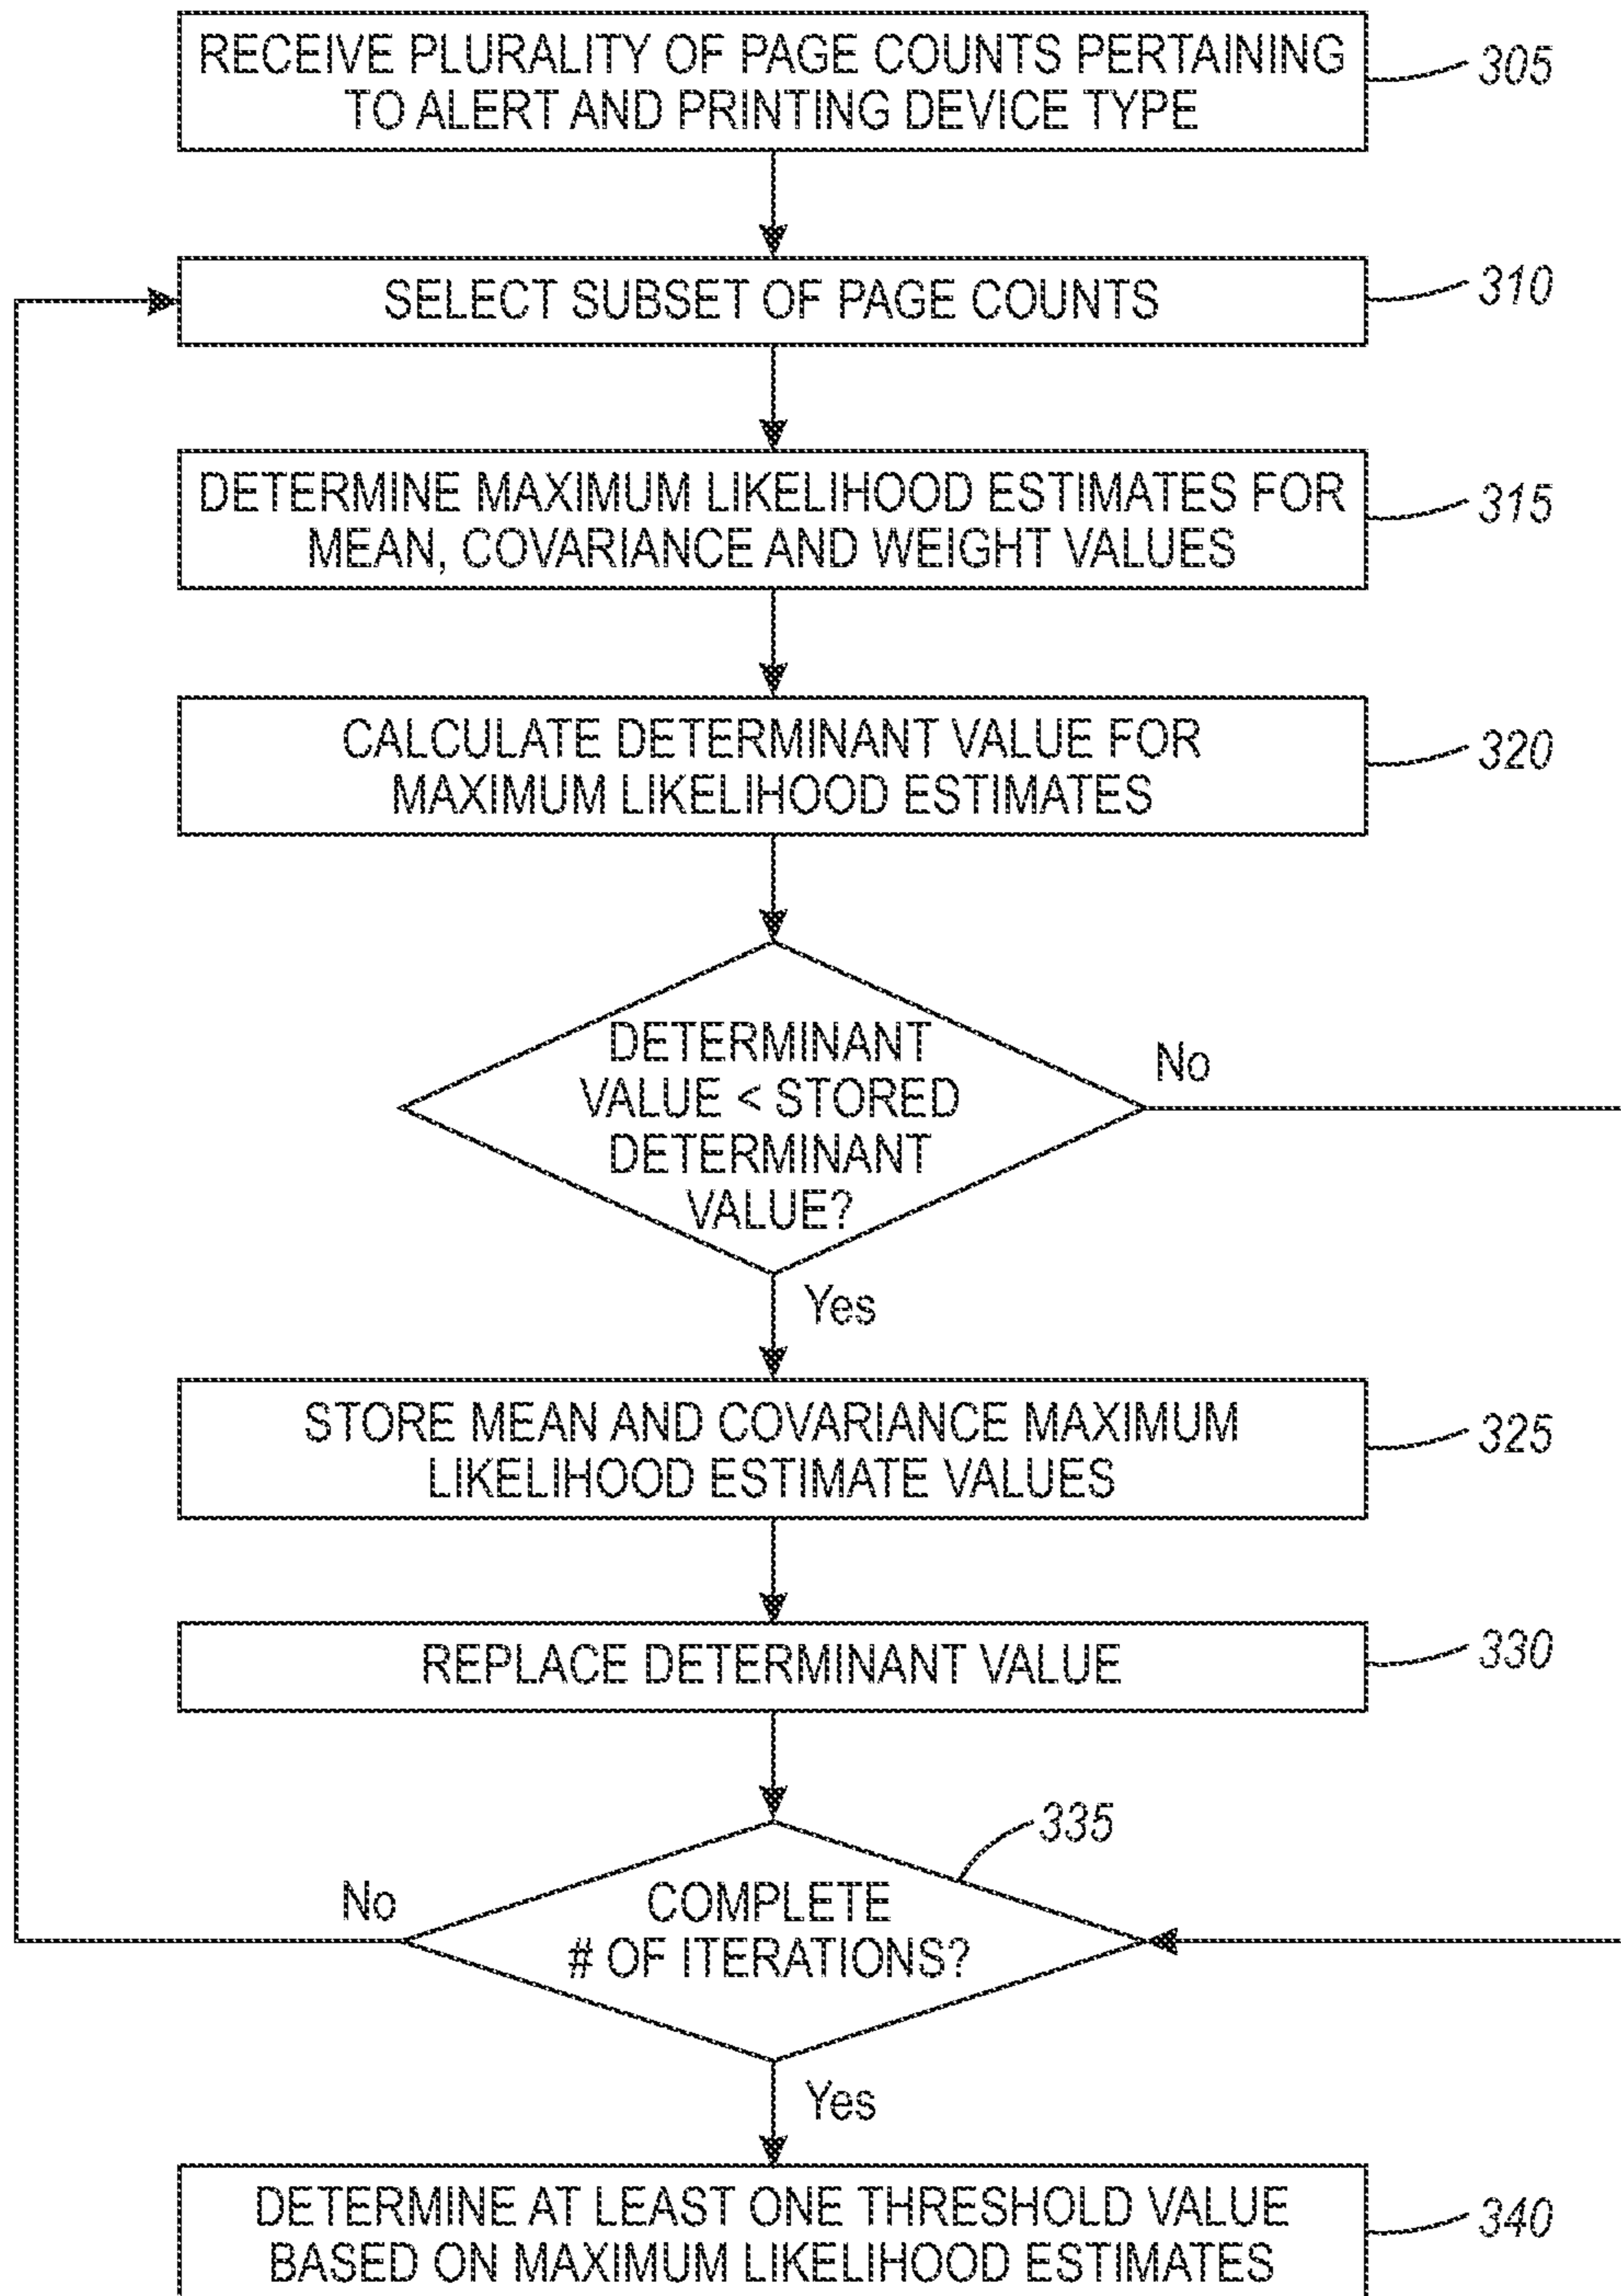 RECEIVE PLURALITY OF PAGE COUNTS PERTAINING
TO ALERT AND PRINTING DEVICE TYPE
305
SELECT SUBSET OF PAGE COUNTS
310
DETERMINE MAXIMUM LIKELIHOOD ESTIMATES FOR
MEAN, COVARIANCE AND WEIGHT VALUES
315
CALCULATE DETERMINANT VALUE FOR
MAXIMUM LIKELIHOOD ESTIMATES
320
DETERMINANT
VALUE < STORED
DETERMINANT
VALUE?
No
Yes
STORE MEAN AND COVARIANCE MAXIMUM
LIKELIHOOD ESTIMATE VALUES
325
REPLACE DETERMINANT VALUE
330
335
COMPLETE
# OF ITERATIONS?
No
Yes
DETERMINE AT LEAST ONE THRESHOLD VALUE
BASED ON MAXIMUM LIKELIHOOD ESTIMATES
340